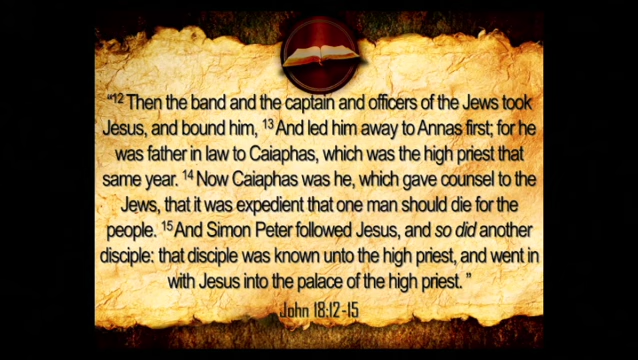 “12 Then the band and the captain and officers of the Jews took
Jesus, and bound him, 13 And led him away to Annas first; for he
was father in law to Caiaphas, which was the high priest that
same year. 14 Now Caiaphas was he, which gave counsel to the
Jews, that it was expedient that one man should die for the
people. 15 And Simon Peter followed Jesus, and so did another
disciple: that disciple was known unto the high priest, and went in
with Jesus into the palace of the high priest. ”
John 18:12-15